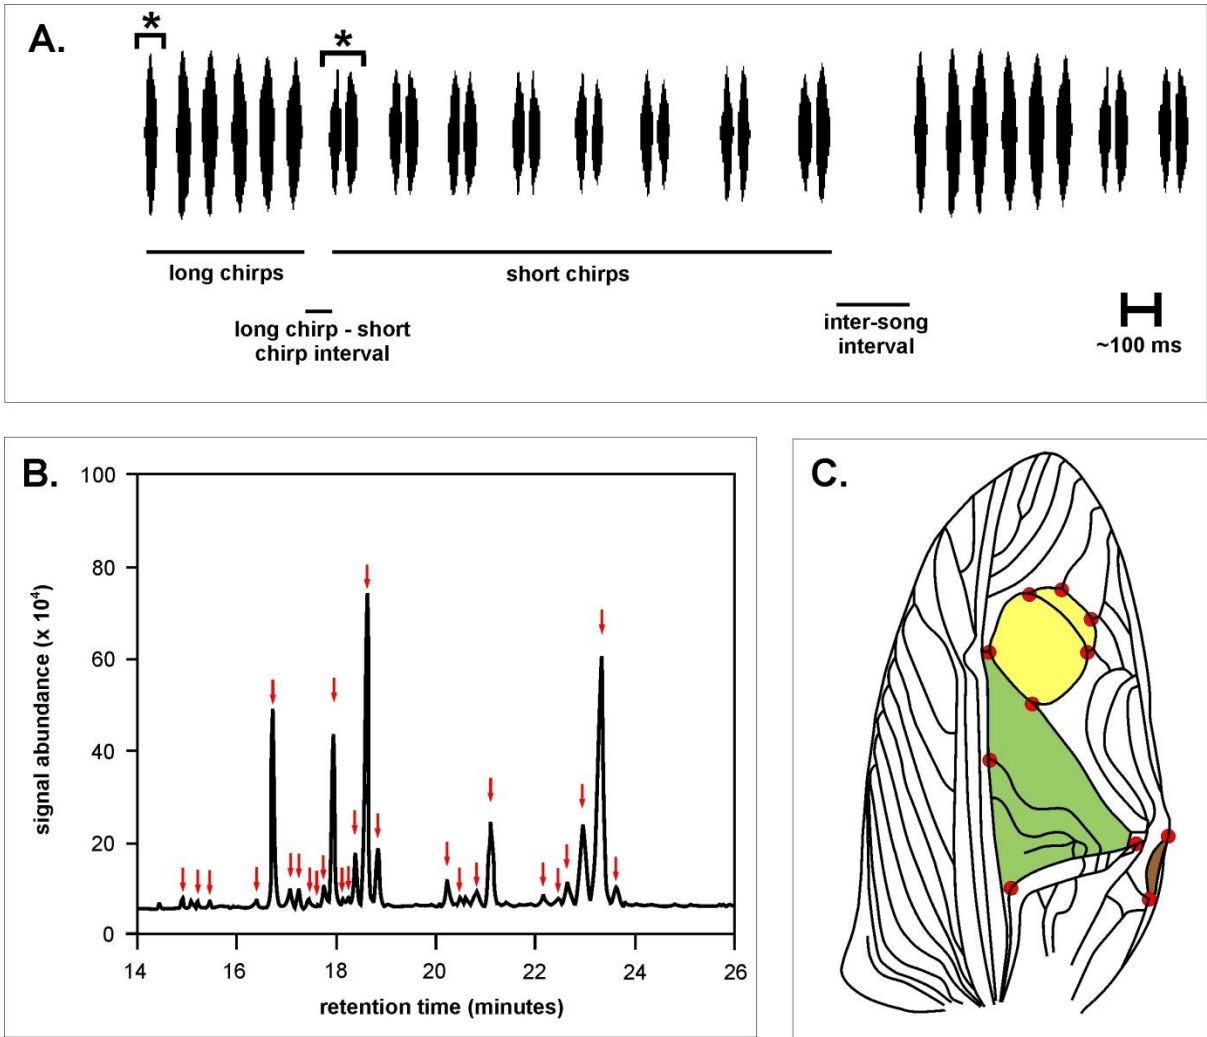 A.
*
*
long chirps
short chirps
long chirp - short
chirp interval
inter-song
interval
~100 ms
B.
100
80
60
40
20
0
signal abundance (x 10⁴)
14
16
18
20
22
24
26
retention time (minutes)
C.